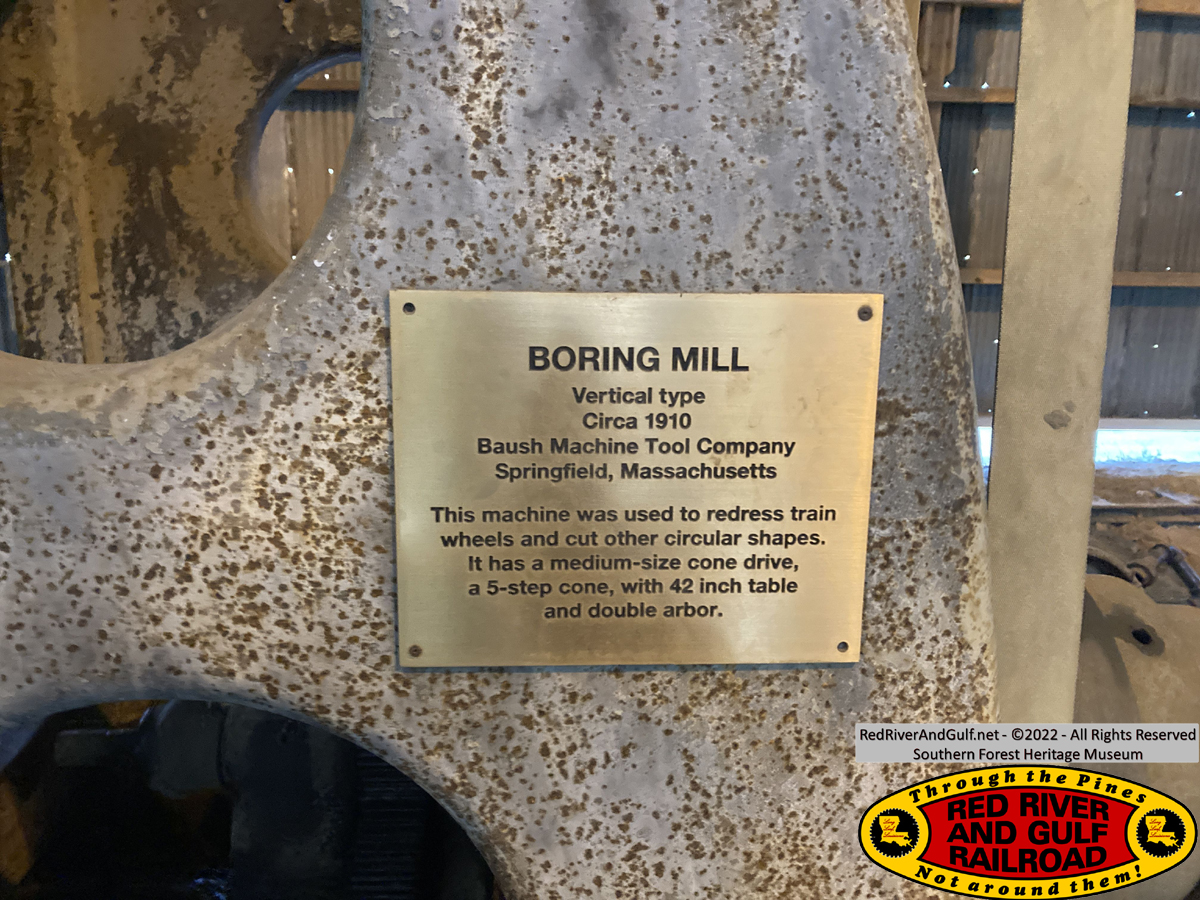 BORING MILL
Vertical type
Circa 1910
Baush Machine Tool Company
Springfield, Massachusetts
This machine was used to redress train
wheels and cut other circular shapes.
It has a medium-size cone drive,
a 5-step cone, with 42 inch table
and double arbor.
RedRiverAndGulf.net - ©2022 - All Rights Reserved
Southern Forest Heritage Museum
Through the Pines
RED RIVER
AND GULF
RAILROAD
Not around them!